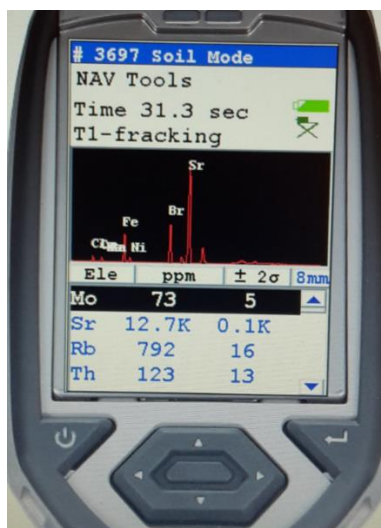 # 3697 Soil Mode
NAV Tools
Time 31.3 sec
T1-fracking
Sr
Br
Fe
Ni
Ele ppm ± 2σ 8mm
Mo 73 5
Sr 12.7K 0.1K
Rb 792 16
Th 123 13